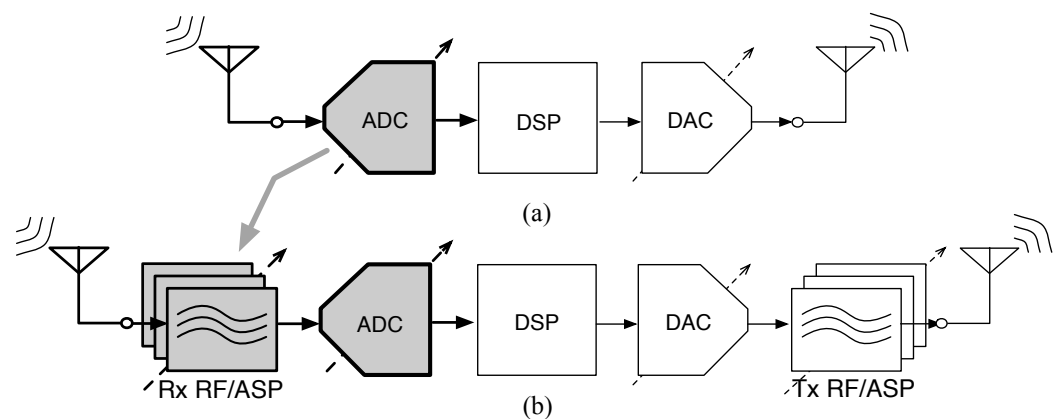 ADC
DSP
DAC
(a)
ADC
DSP
DAC
Rx RF/ASP
Tx RF/ASP
(b)